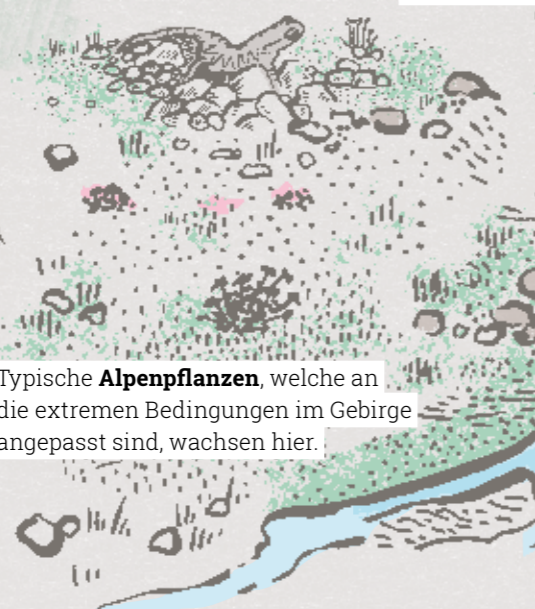 Typische Alpenpflanzen, welche an
die extremen Bedingungen im Gebirge
angepasst sind, wachsen hier.